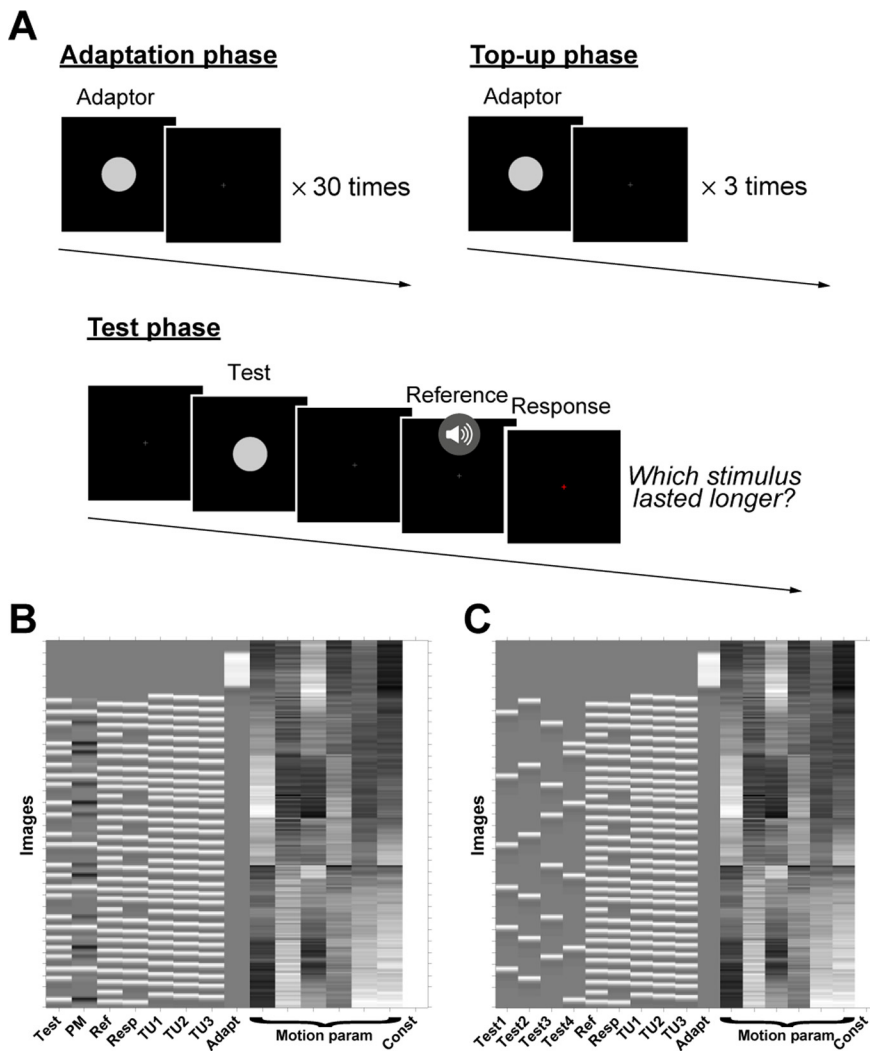 A
Adaptation phase
Top-up phase
Adaptor
Adaptor
× 30 times
× 3 times
Test phase
Test
Reference
Response
Which stimulus
lasted longer?
B
C
Images
Images
Test PM Ref Resp TU1 TU2 TU3 Adapt Motion param Const
Test1 Test2 Test3 Test4 Ref Resp TU1 TU2 TU3 Adapt Motion param Const